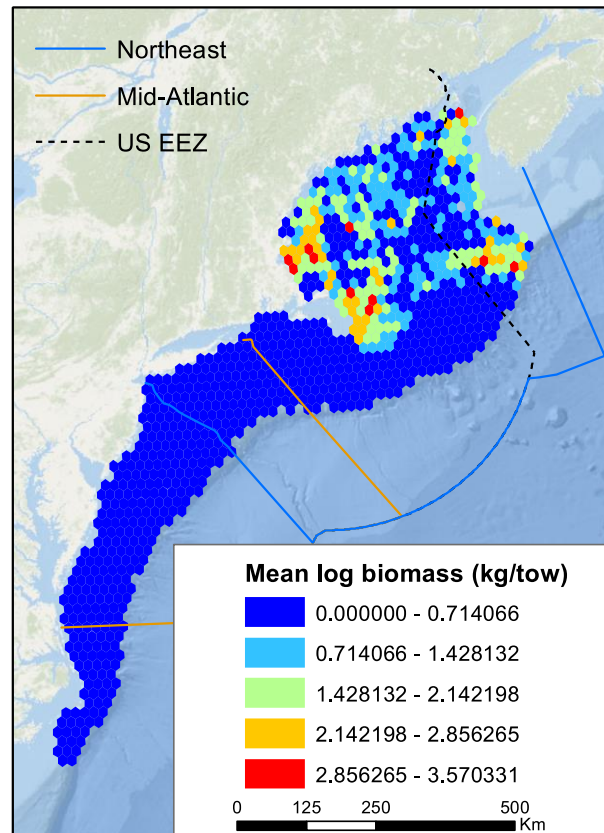 Northeast
Mid-Atlantic
US EEZ
Mean log biomass (kg/tow)
0.000000 - 0.714066
0.714066 - 1.428132
1.428132 - 2.142198
2.142198 - 2.856265
2.856265 - 3.570331
0 125 250 500
Km